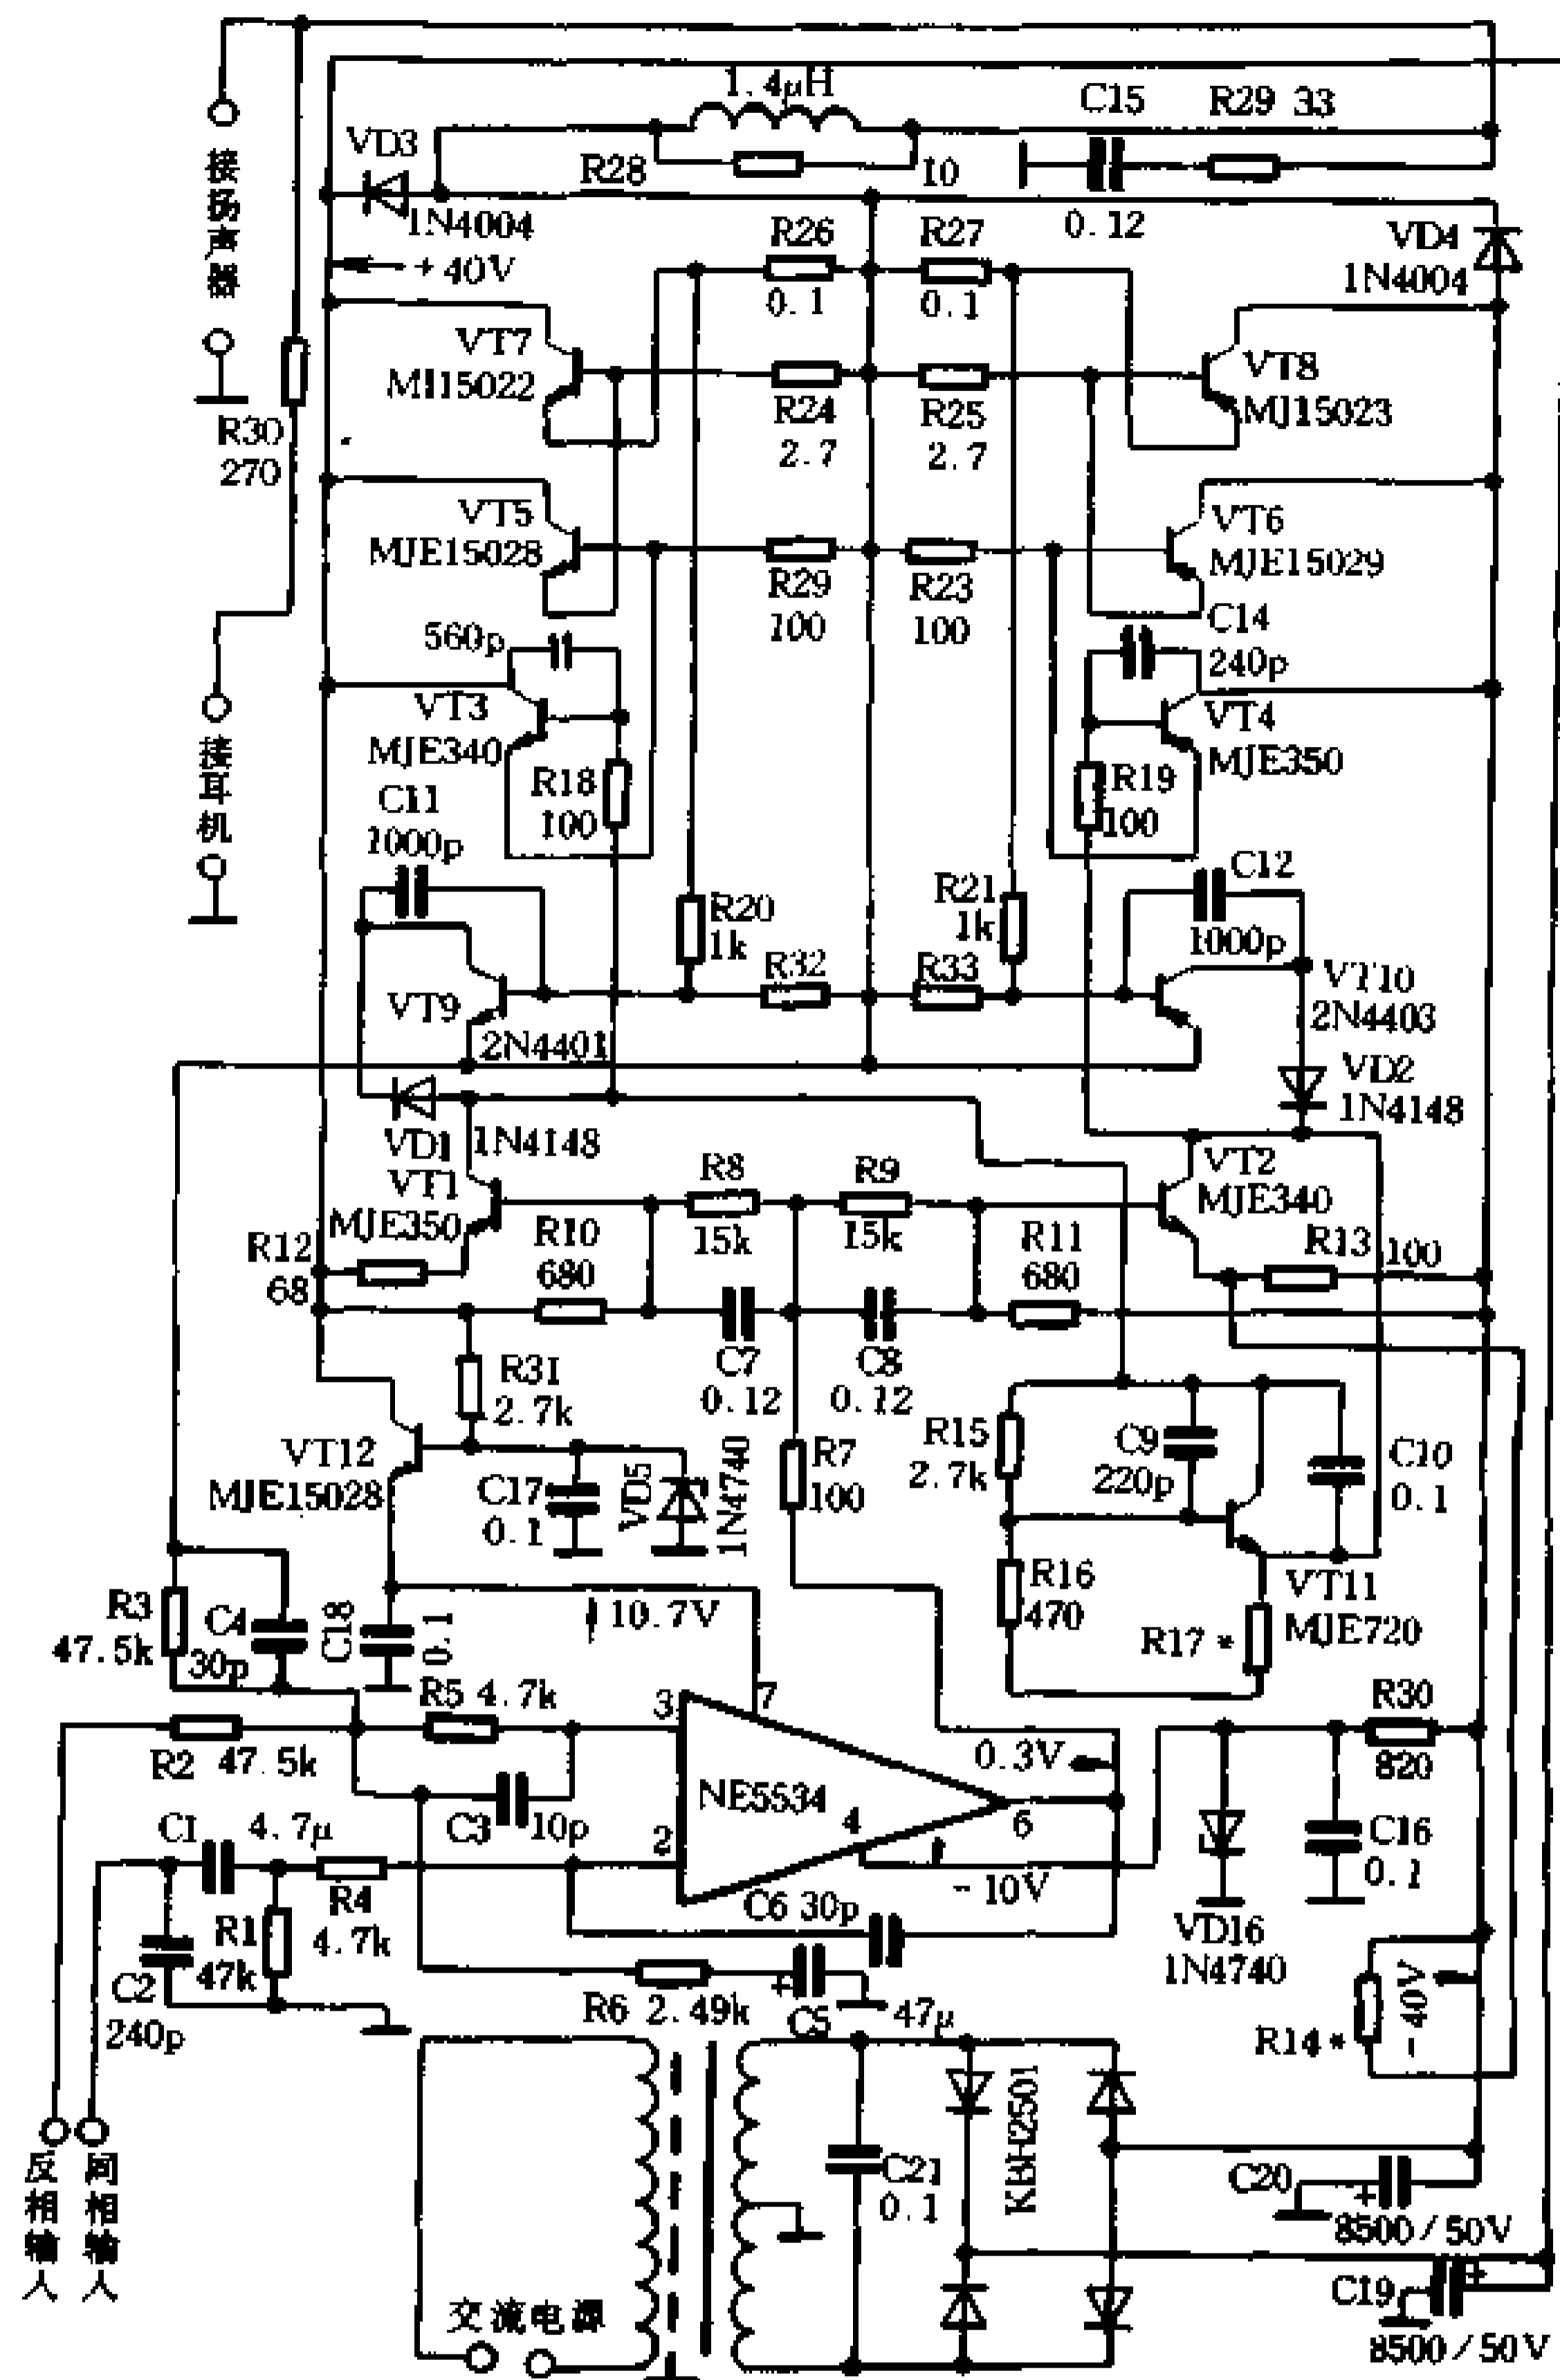 1.4μH
C15
R29 33
VD3
R28
10
接扬声器
1N4004
0.12
VD4
R26
R27
+40V
1N4004
0.1
0.1
VT7
VT8
MI15022
MJ15023
R24
R25
R30
2.7
2.7
270
VT5
VT6
MJE15028
MJE15029
R29
R23
100
100
560p
C14
240p
VT3
VT4
MJE340
MJE350
接耳机
R18
R19
100
100
C11
1000p
C12
R20
R21
1k
1k
1000p
R32
R33
VT9
VT10
2N4401
2N4403
VD2
1N4148
VD1
1N4148
R8
R9
VT2
VT1
MJE340
MJE350
15k
15k
R12
R10
R11
R13
100
68
680
680
R31
C7
C8
2.7k
0.12
0.12
R15
C9
C10
VT12
2.7k
220p
0.1
MJE15028
C17
0.1
VD5
1N4740
R7
100
R16
VT11
470
MJE720
R3
C4
C18
0.1
10.7V
R17*
47.5k
30p
R5 4.7k
3
7
R30
R2
47.5k
0.3V
820
NE5534
C1
4.7μ
C3
10p
2
4
6
C16
0.1
-10V
R1
R4
C6 30p
VD16
47k
4.7k
1N4740
C2
R6 2.49k
C5
47μ
-40V
240p
R14*
KBH2501
反相输入
同相输入
C21
0.1
C20
8500/50V
C19
交流电源
8500/50V